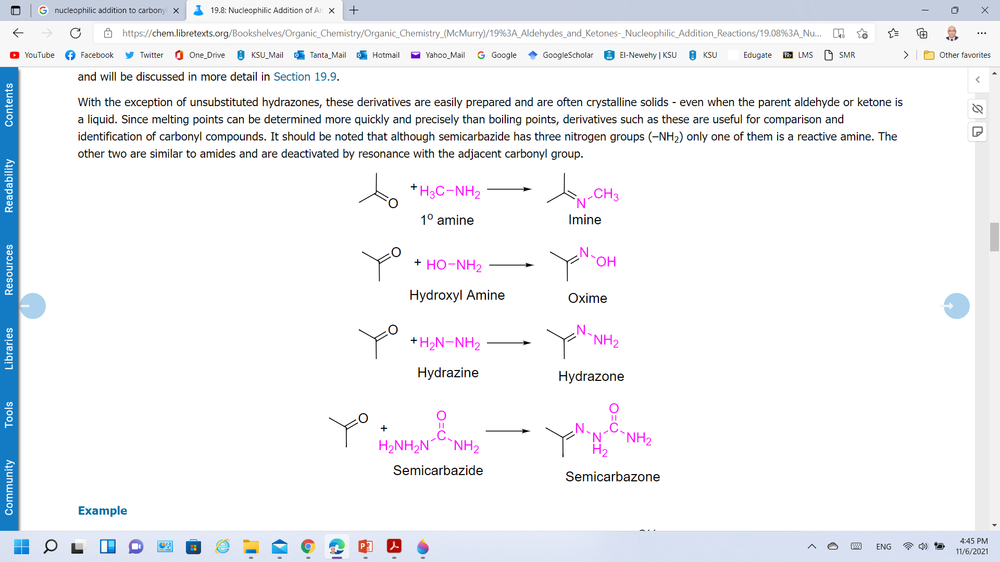 nucleophilic addition to carbony
19.8: Nucleophilic Addition of Am
https://chem.libretexts.org/Bookshelves/Organic_Chemistry/Organic_Chemistry_(McMurry)/19%3A_Aldehydes_and_Ketones-_Nucleophilic_Addition_Reactions/19.08%3A_Nu...
YouTube Facebook Twitter One_Drive KSU_Mail Tanta_Mail Hotmail Yahoo_Mail Google GoogleScholar El-Newehy | KSU KSU Edugate Bb LMS SMR Other favorites
Contents
Readability
Resources
Libraries
Tools
Community
and will be discussed in more detail in Section 19.9.
With the exception of unsubstituted hydrazones, these derivatives are easily prepared and are often crystalline solids - even when the parent aldehyde or ketone is
a liquid. Since melting points can be determined more quickly and precisely than boiling points, derivatives such as these are useful for comparison and
identification of carbonyl compounds. It should be noted that although semicarbazide has three nitrogen groups (–NH₂) only one of them is a reactive amine. The
other two are similar to amides and are deactivated by resonance with the adjacent carbonyl group.
O + H₃C–NH₂ N CH₃
1º amine Imine
O + HO–NH₂ N OH
Hydroxyl Amine Oxime
O + H₂N–NH₂ N NH₂
Hydrazine Hydrazone
O + H₂NH₂N C O NH₂ N N H₂ C O NH₂
Semicarbazide Semicarbazone
Example
ENG
4:45 PM
11/6/2021